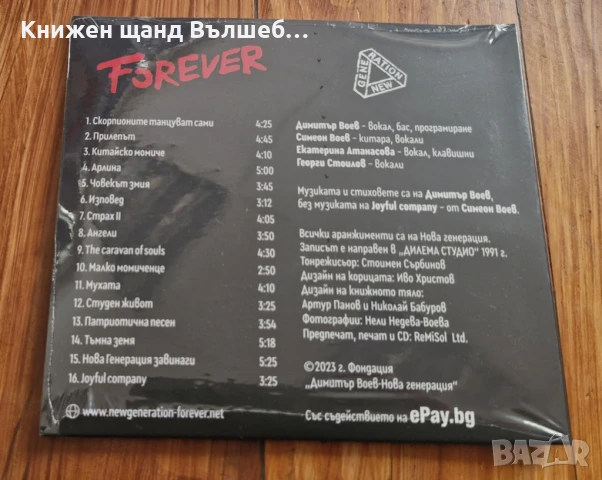 Книжен щанд Вълшеб...
FOREVER
GENE
RATION
NEW
1. Скорпионите танцуват сами 4:25
2. Прилепът 4:45
3. Китайско момиче 4:10
4. Арлина 5:00
5. Човекът змия 3:45
6. Изповед 3:12
7. Страх II 4:05
8. Ангели 3:50
9. The caravan of souls 4:30
10. Малко момиченце 2:50
11. Мухата 4:10
12. Студен живот 3:25
13. Патриотична песен 3:54
14. Тъмна земя 5:18
15. Нова Генерация завинаги 5:25
16. Joyful company 3:25
www.newgeneration-forever.net
Димитър Воев – вокал, бас, програмиране
Симеон Воев – китара, вокали
Екатерина Атанасова – вокал, клавишни
Георги Стоилов – вокали
Музиката и стиховете са на Димитър Воев,
без музиката на Joyful company – от Симеон Воев.
Всички аранжименти са на Нова генерация.
Записът е направен в „ДИЛЕМА СТУДИО" 1991 г.
Тонрежисьор: Стоимен Сърбинов
Дизайн на корицата: Иво Христов
Дизайн на книжното тяло:
Артур Панов и Николай Бабуров
Фотографии: Нели Недева-Воева
Предпечат, печат и CD: ReMiSol Ltd.
©2023 г. Фондация
„Димитър Воев-Нова генерация"
Със съдействието на ePay.bg
BAZAR